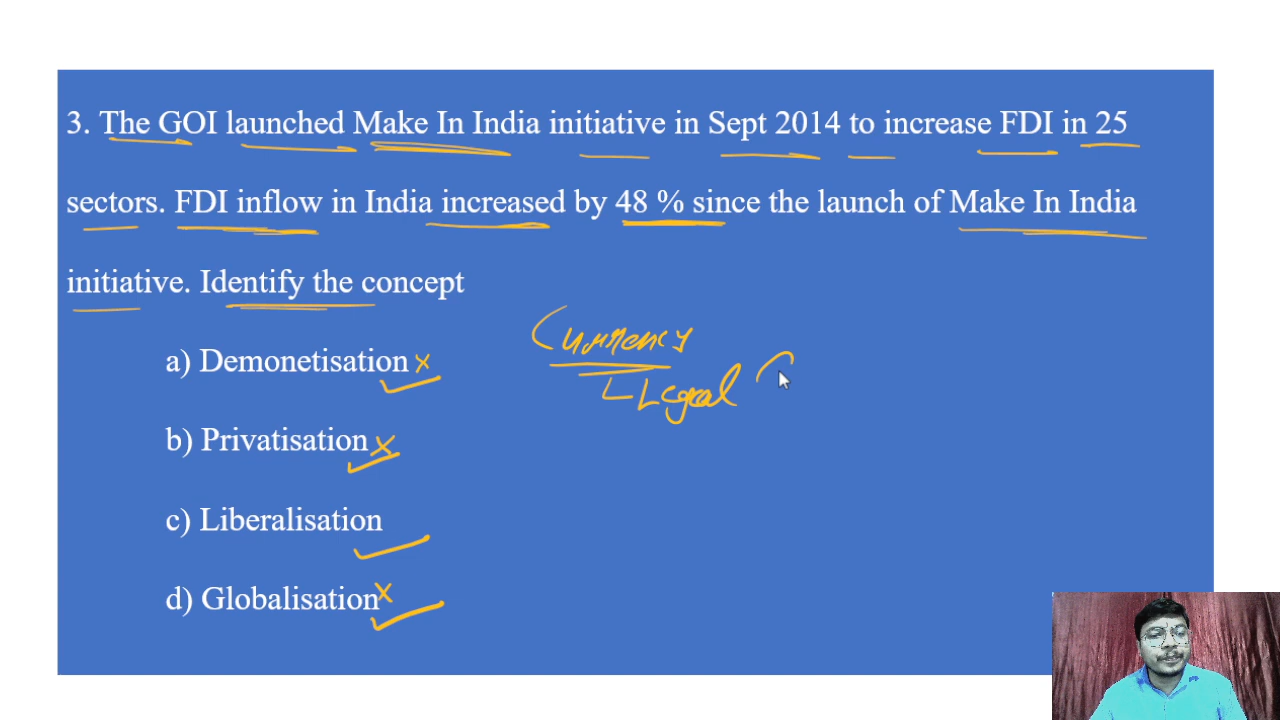 3. The GOI launched Make In India initiative in Sept 2014 to increase FDI in 25
sectors. FDI inflow in India increased by 48 % since the launch of Make In India
initiative. Identify the concept
Currency
a) Demonetisation x
Legal
b) Privatisation x
c) Liberalisation
d) Globalisation x